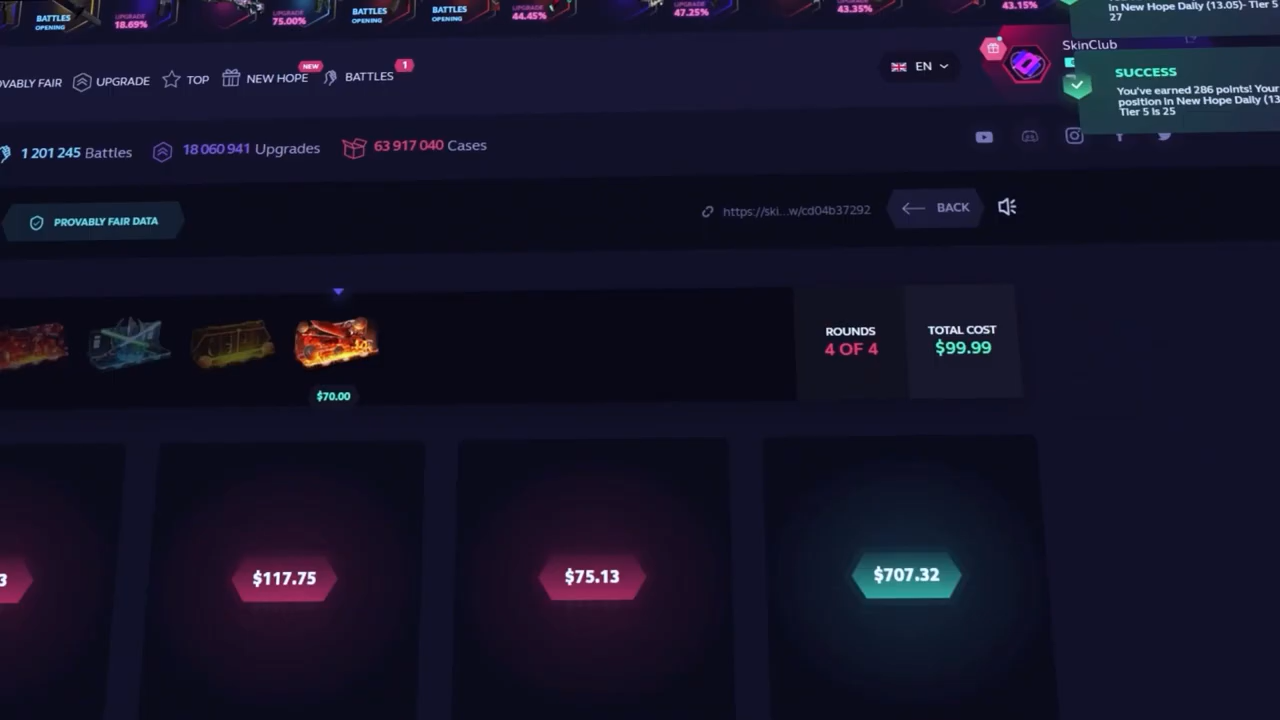 BATTLES
OPENING
UPGRADE
18.69%
UPGRADE
75.00%
BATTLES
OPENING
BATTLES
OPENING
UPGRADE
44.45%
UPGRADE
47.25%
UPGRADE
43.35%
43.15%
In New Hope Daily (13.05)- Tier 5
27
OVABLY FAIR
UPGRADE
TOP
NEW HOPE
NEW
BATTLES
1
EN
SkinClub
SUCCESS
You've earned 286 points! Your
position in New Hope Daily (13
Tier 5 is 25
1 201 245 Battles
18 060 941 Upgrades
63 917 040 Cases
PROVABLY FAIR DATA
https://ski...w/cd04b37292
BACK
ROUNDS
4 OF 4
TOTAL COST
$99.99
$70.00
3
$117.75
$75.13
$707.32